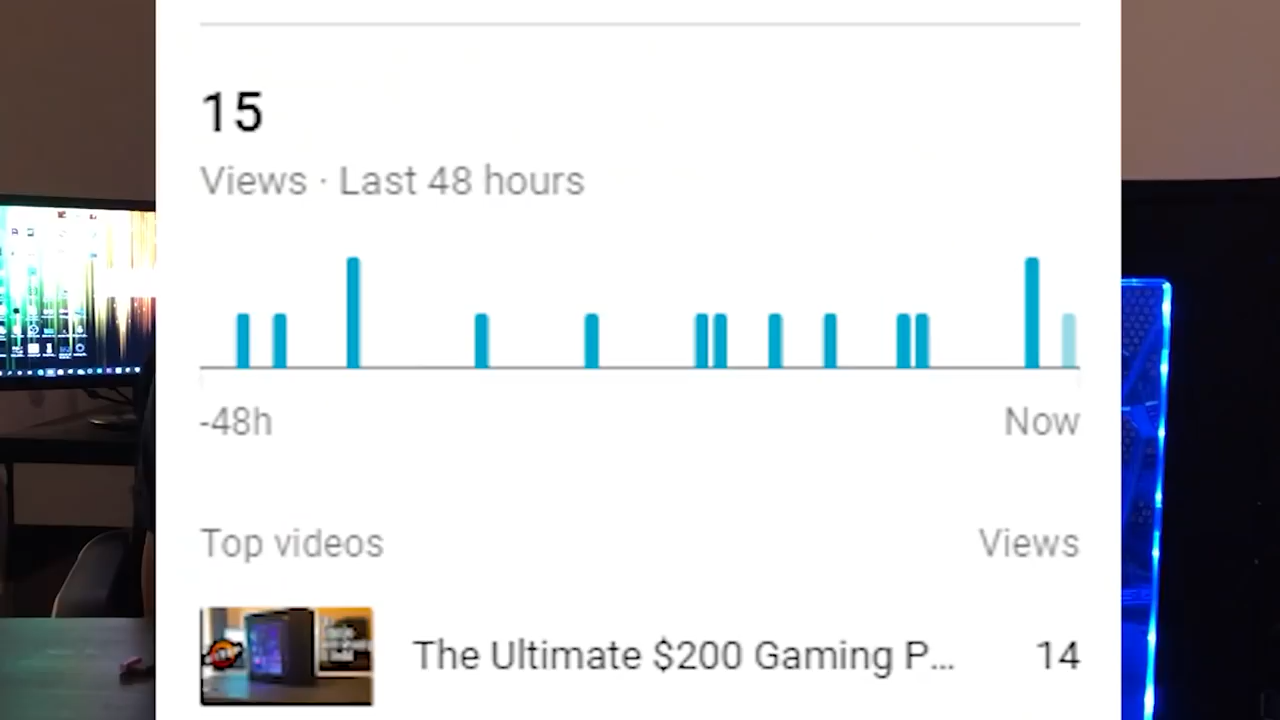 15
Views · Last 48 hours
-48h Now
Top videos Views
The Ultimate $200 Gaming P... 14